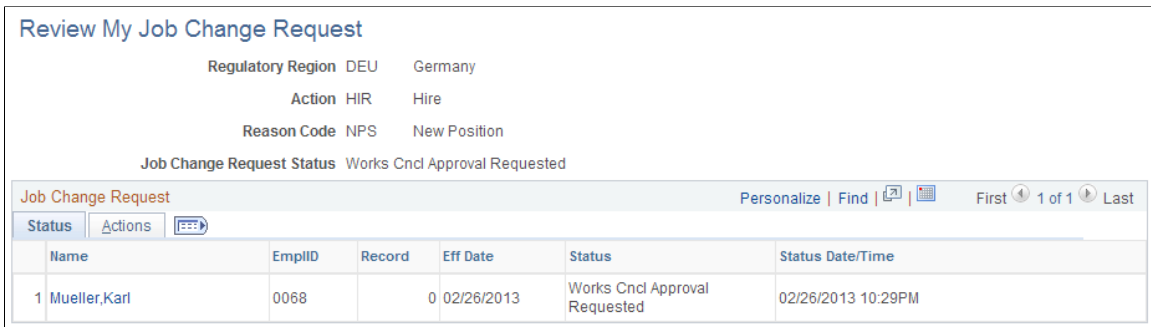 Review My Job Change Request
Regulatory Region DEU Germany
Action HIR Hire
Reason Code NPS New Position
Job Change Request Status Works Cncl Approval Requested
Job Change Request Personalize | Find | | First 1 of 1 Last
Status Actions
Name EmplID Record Eff Date Status Status Date/Time
1 Mueller,Karl 0068 0 02/26/2013 Works Cncl Approval Requested 02/26/2013 10:29PM